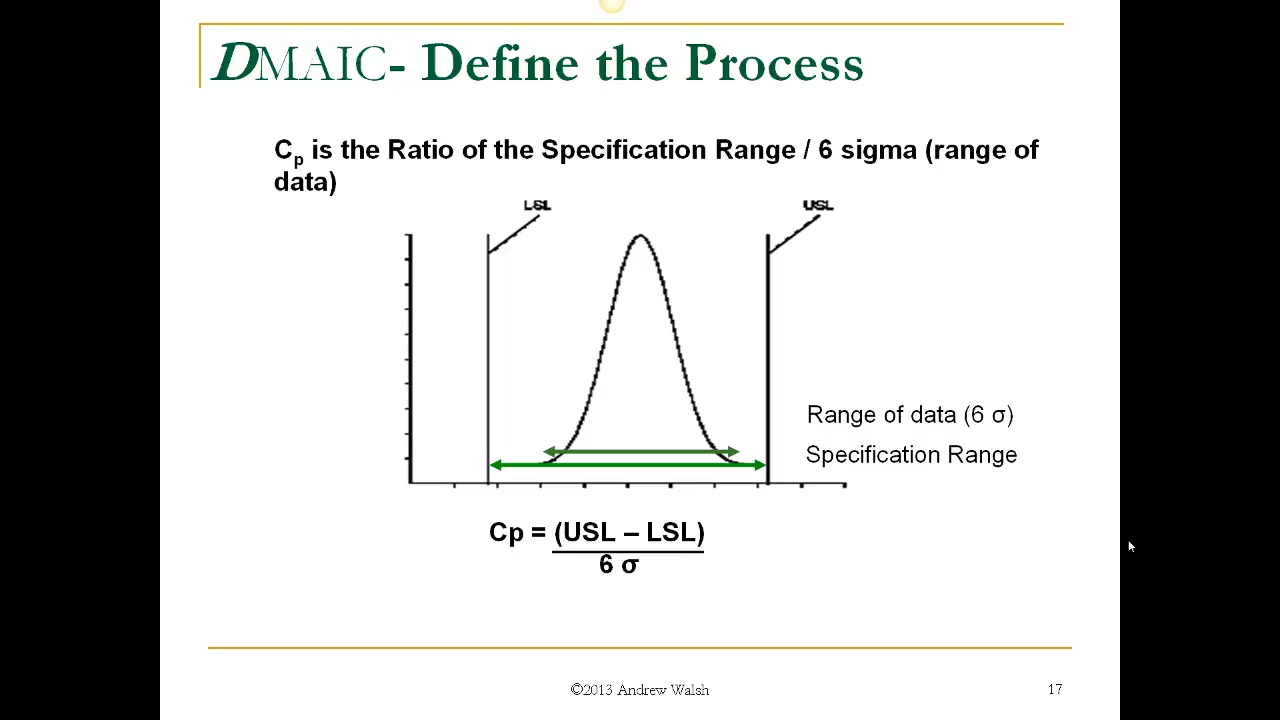 DMAIC- Define the Process
Cp is the Ratio of the Specification Range / 6 sigma (range of
data)
LSL
USL
Range of data (6 σ)
Specification Range
Cp = (USL – LSL)
6 σ
©2013 Andrew Walsh
17